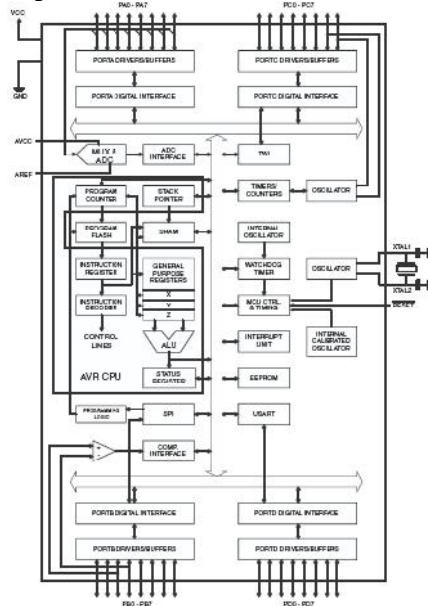 PA0 - PA7
PC0 - PC7
VCC
PORTA DRIVERS/BUFFERS
PORTC DRIVERS/BUFFERS
GND
PORTA DIGITAL INTERFACE
PORTC DIGITAL INTERFACE
AVCC
MUX &
ADC
ADC
INTERFACE
TWI
AREF
PROGRAM
COUNTER
STACK
POINTER
TIMERS/
COUNTERS
OSCILLATOR
PROGRAM
FLASH
SRAM
INTERNAL
OSCILLATOR
XTAL1
INSTRUCTION
REGISTER
GENERAL
PURPOSE
REGISTERS
WATCHDOG
TIMER
OSCILLATOR
XTAL2
X
Y
Z
INSTRUCTION
DECODER
MCU CTRL.
& TIMING
RESET
CONTROL
LINES
ALU
INTERRUPT
UNIT
INTERNAL
CALIBRATED
OSCILLATOR
AVR CPU
STATUS
REGISTER
EEPROM
PROGRAMMING
LOGIC
SPI
USART
+
-
COMP.
INTERFACE
PORTB DIGITAL INTERFACE
PORTD DIGITAL INTERFACE
PORTB DRIVERS/BUFFERS
PORTD DRIVERS/BUFFERS
PB0 - PB7